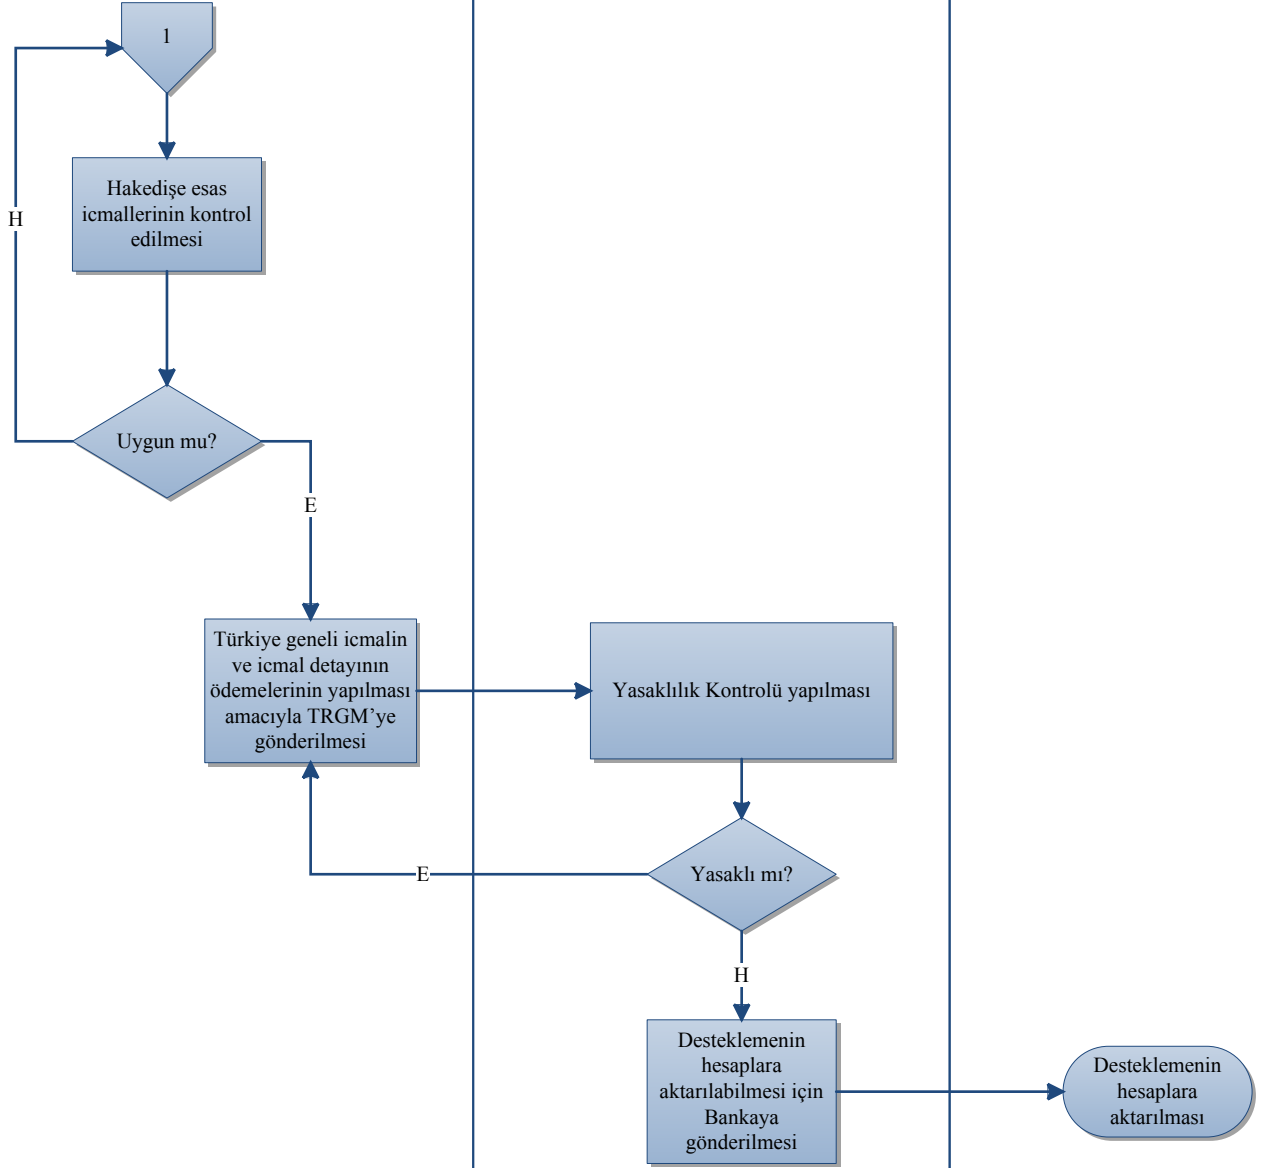 1
H
Hakedişe esas
icmallerinin kontrol
edilmesi
Uygun mu?
E
Türkiye geneli icmalin
ve icmal detayının
ödemelerinin yapılması
amacıyla TRGM’ye
gönderilmesi
Yasaklılık Kontrolü yapılması
E
Yasaklı mı?
H
Desteklemenin
hesaplara
aktarılabilmesi için
Bankaya
gönderilmesi
Desteklemenin
hesaplara
aktarılması